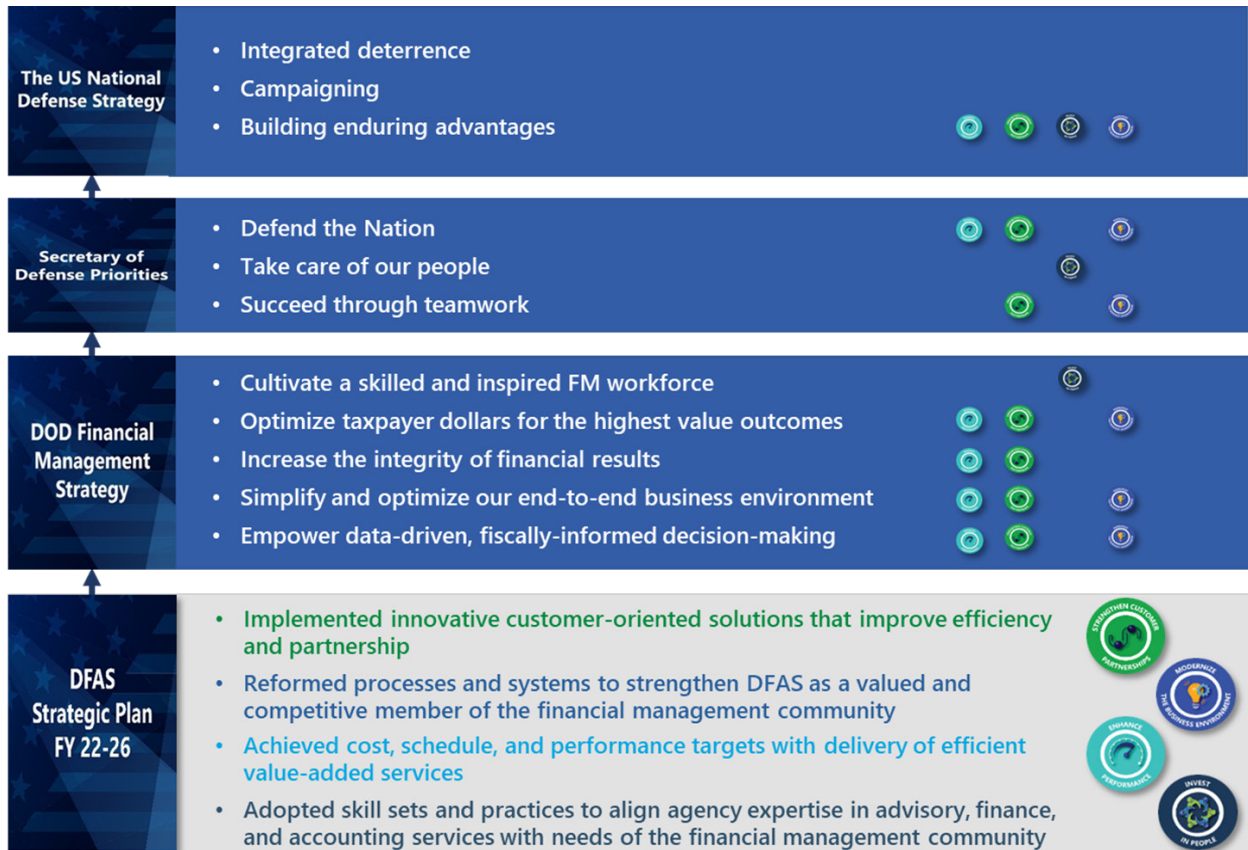 The US National
Defense Strategy
• Integrated deterrence
• Campaigning
• Building enduring advantages
Secretary of
Defense Priorities
• Defend the Nation
• Take care of our people
• Succeed through teamwork
DOD Financial
Management
Strategy
• Cultivate a skilled and inspired FM workforce
• Optimize taxpayer dollars for the highest value outcomes
• Increase the integrity of financial results
• Simplify and optimize our end-to-end business environment
• Empower data-driven, fiscally-informed decision-making
DFAS
Strategic Plan
FY 22-26
• Implemented innovative customer-oriented solutions that improve efficiency
and partnership
• Reformed processes and systems to strengthen DFAS as a valued and
competitive member of the financial management community
• Achieved cost, schedule, and performance targets with delivery of efficient
value-added services
• Adopted skill sets and practices to align agency expertise in advisory, finance,
and accounting services with needs of the financial management community
STRENGTHEN CUSTOMER
PARTNERSHIPS
MODERNIZE
THE BUSINESS ENVIRONMENT
ENHANCE
PERFORMANCE
INVEST
IN PEOPLE